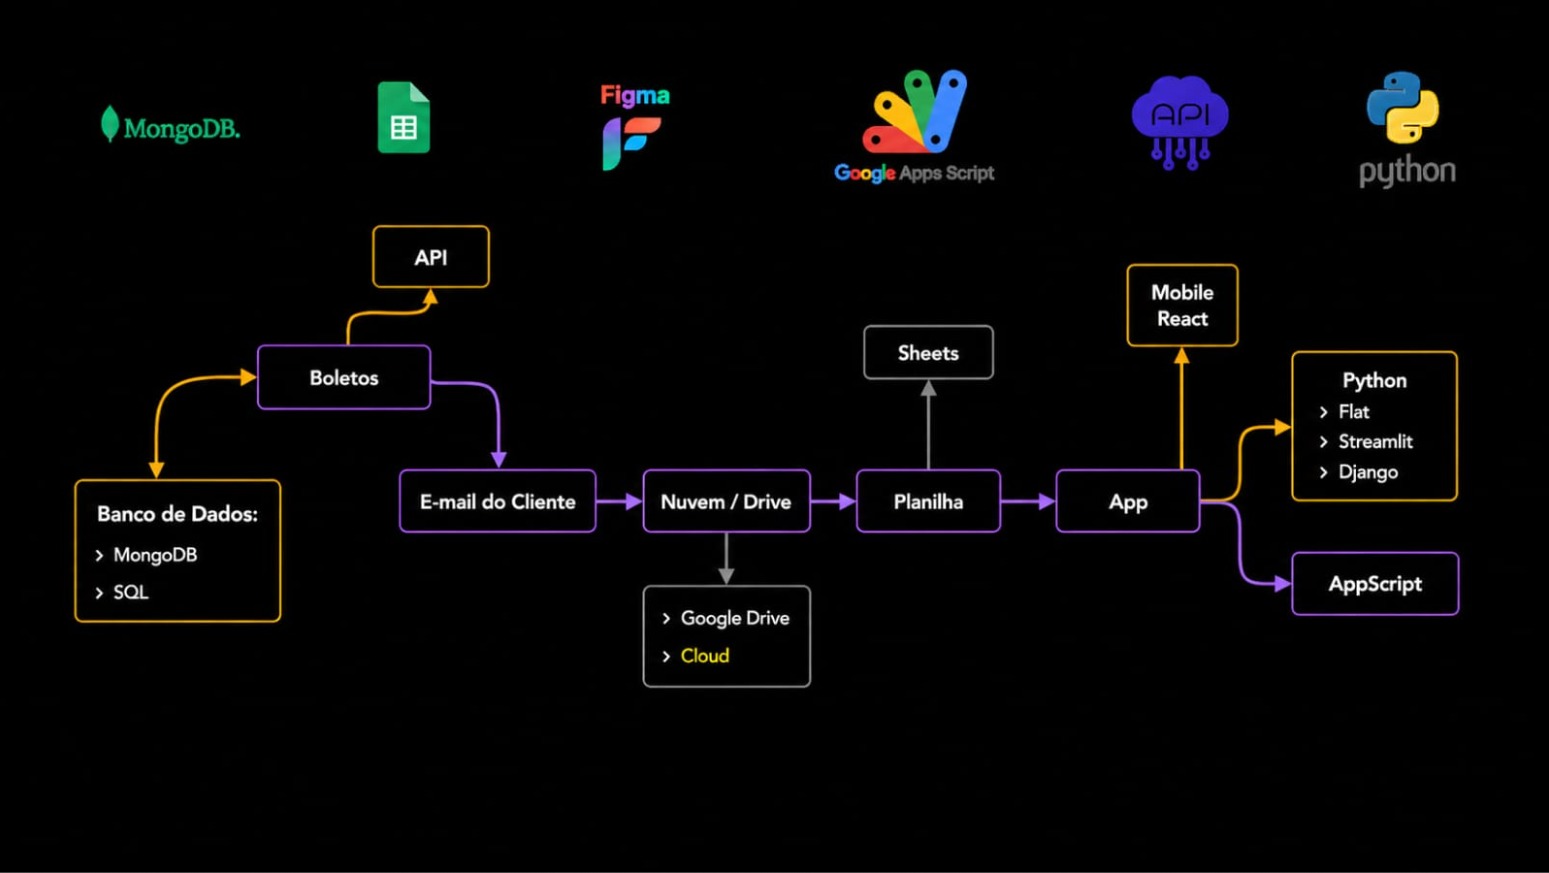 MongoDB.
Figma
Google Apps Script
API
python
API
Boletos
Mobile
React
Sheets
Python
> Flat
> Streamlit
> Django
E-mail do Cliente
Nuvem / Drive
Planilha
App
Banco de Dados:
> MongoDB
> SQL
AppScript
> Google Drive
> Cloud